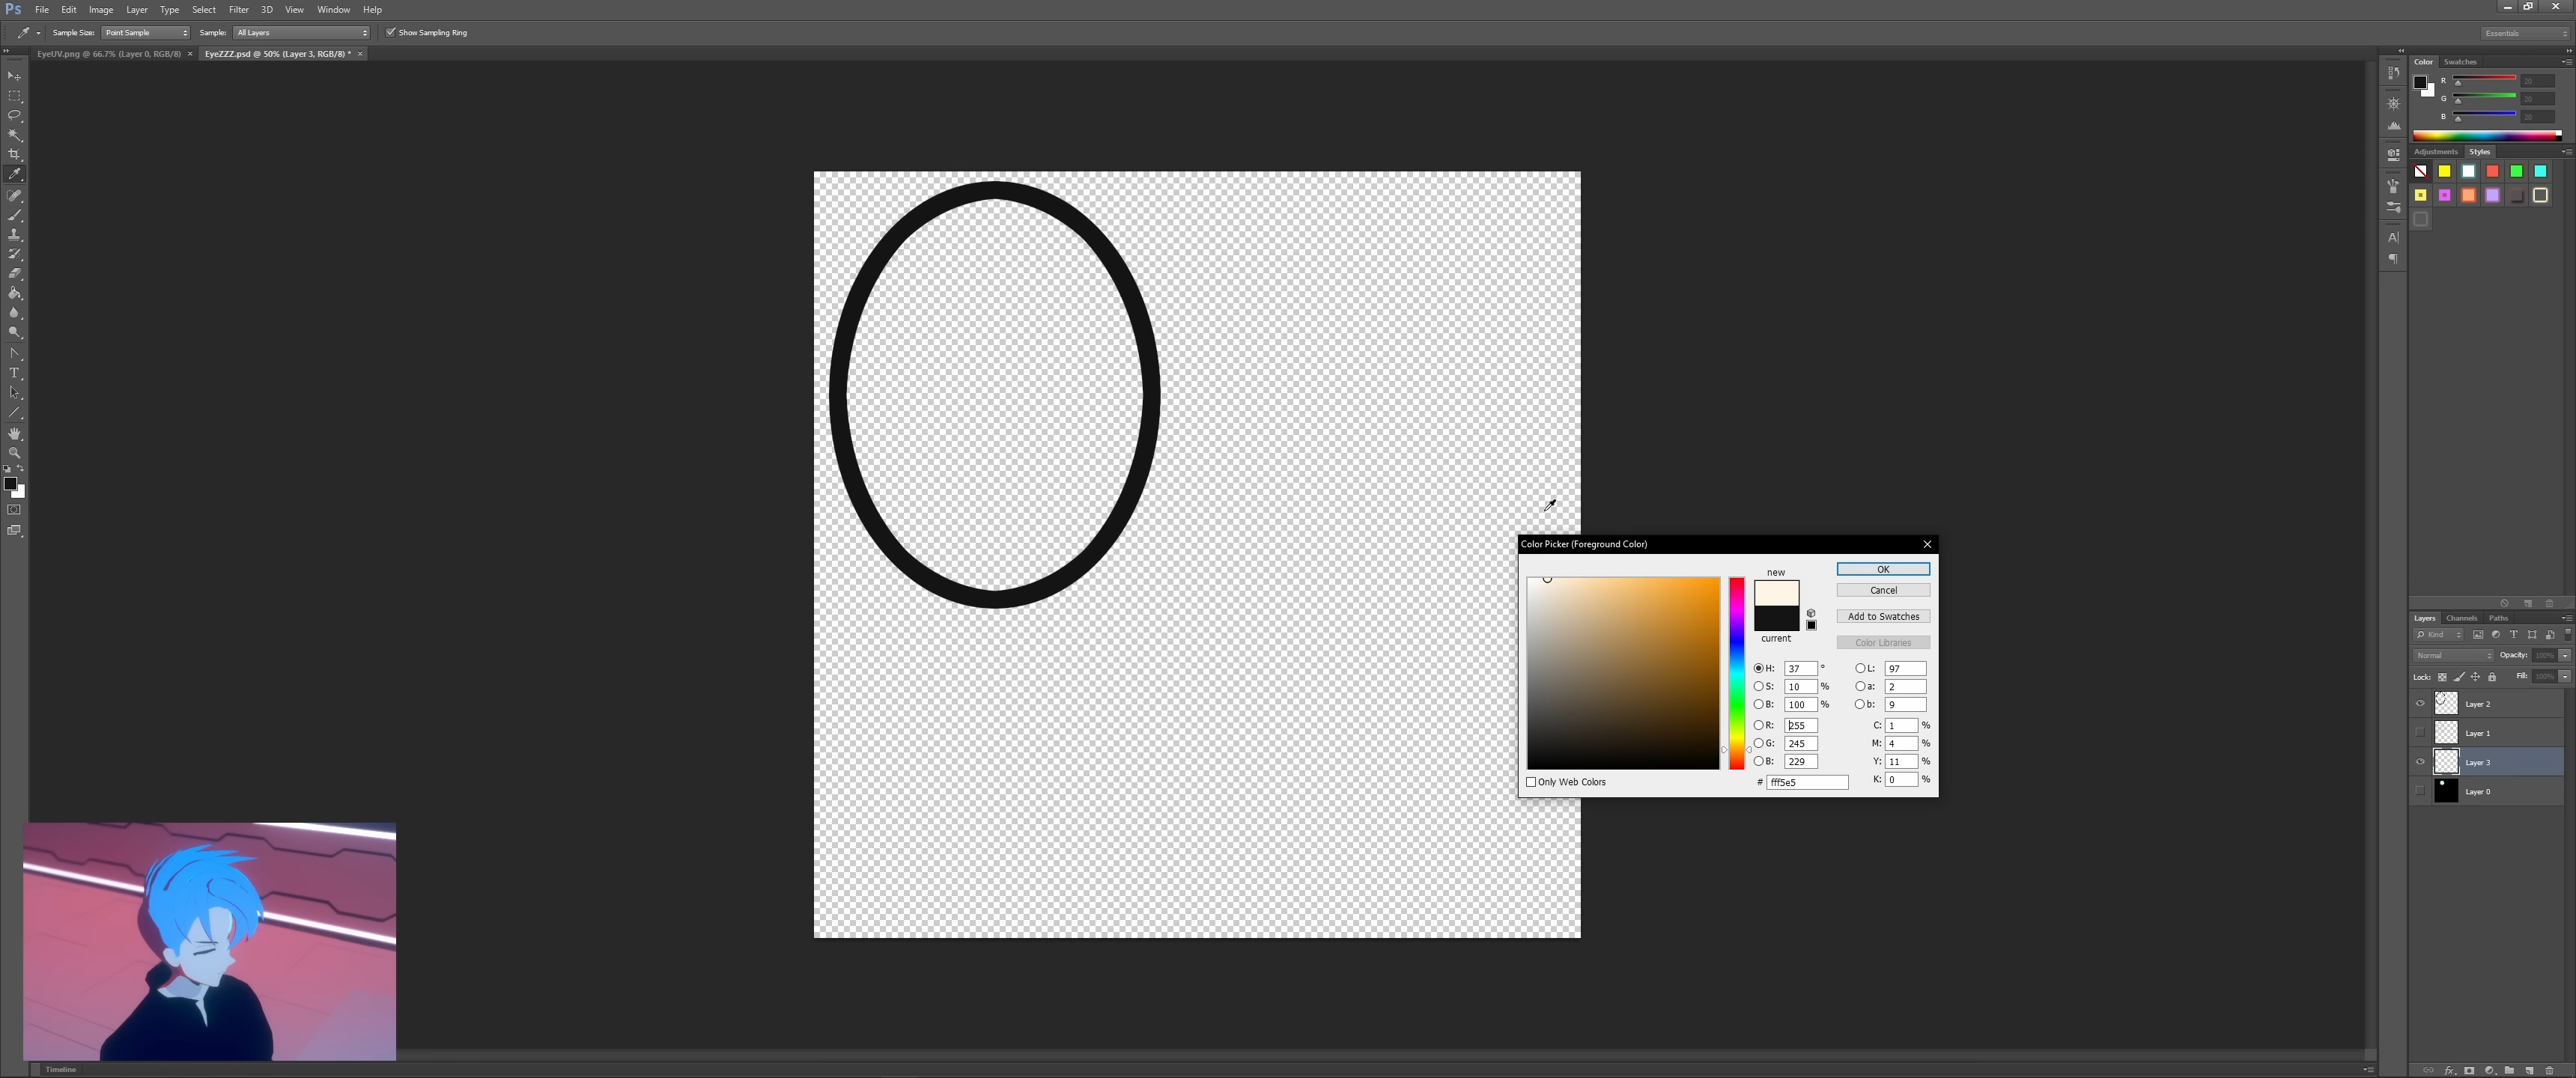 Ps File Edit Image Layer Type Select Filter 3D View Window Help
Sample Size: Point Sample Sample: All Layers Show Sampling Ring Essentials
EyeUV.png @ 66.7% (Layer 0, RGB/8) × EyeZZZ.psd @ 50% (Layer 3, RGB/8) * ×
Color Swatches
R 20
G 20
B 20
Adjustments Styles
Color Picker (Foreground Color)
new
current
OK
Cancel
Add to Swatches
Color Libraries
H: 37 ° L: 97
S: 10 % a: 2
B: 100 % b: 9
R: 255 C: 1 %
G: 245 M: 4 %
B: 229 Y: 11 %
# fff5e5 K: 0 %
Only Web Colors
Layers Channels Paths
Kind
Normal Opacity: 100%
Lock: Fill: 100%
Layer 2
Layer 1
Layer 3
Layer 0
Timeline